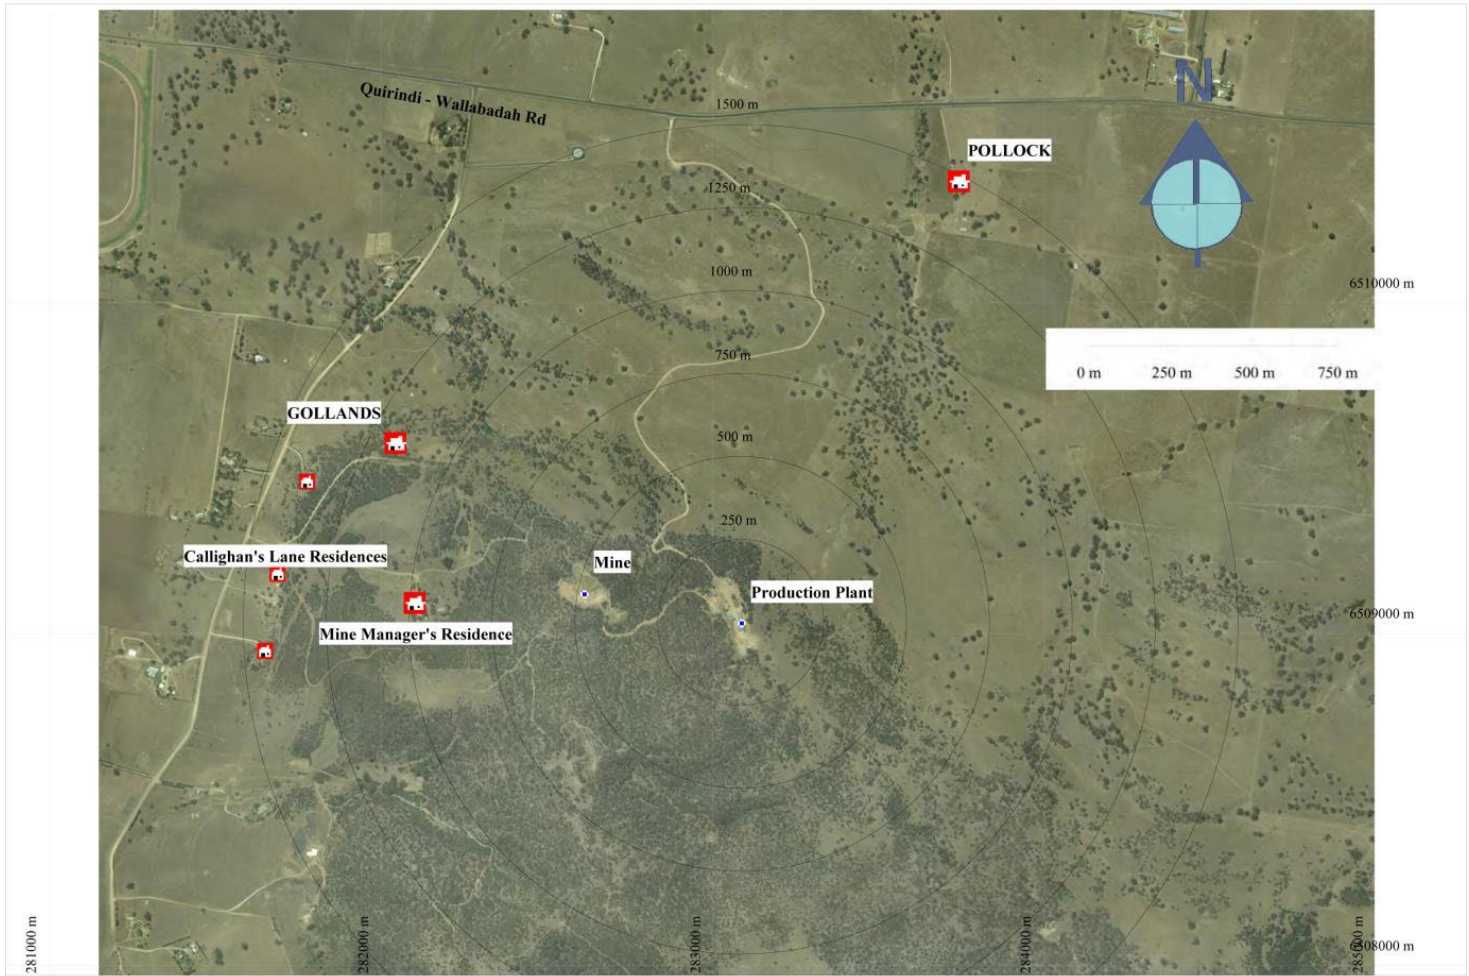 N
Quirindi - Wallabadah Rd
1500 m
POLLOCK
1250 m
1000 m
6510000 m
750 m
0 m 250 m 500 m 750 m
GOLLANDS
500 m
250 m
Callighan's Lane Residences
Mine
Production Plant
6509000 m
Mine Manager's Residence
281000 m
282000 m
283000 m
284000 m
285000 m
6508000 m